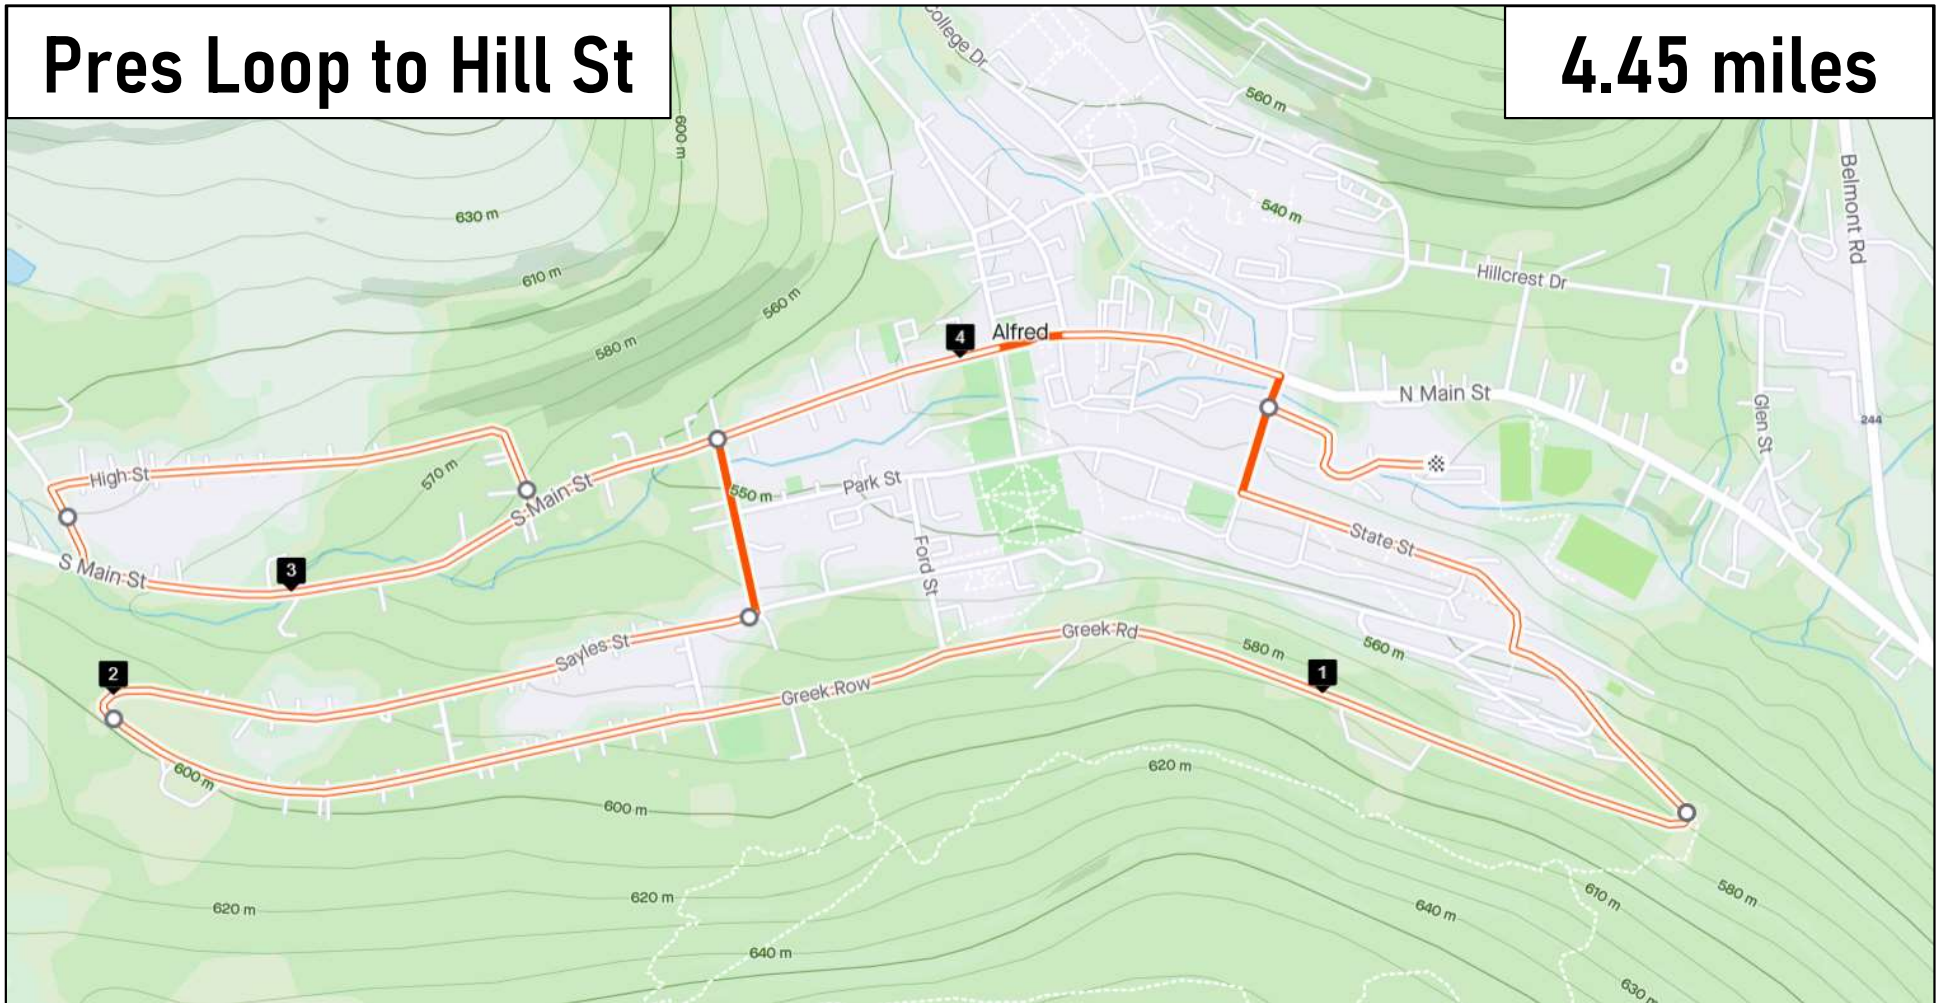 Pres Loop to Hill St
4.45 miles
College Dr
560 m
600 m
Belmont Rd
630 m
540 m
610 m
Hillcrest Dr
560 m
580 m
4
Alfred
N Main St
Glen St
244
High St
570 m
S Main St
550 m
Park St
State St
S Main St
3
Ford St
Greek Rd
580 m
560 m
Sayles St
2
1
Greek Row
600 m
620 m
600 m
620 m
620 m
640 m
610 m
580 m
640 m
630 m